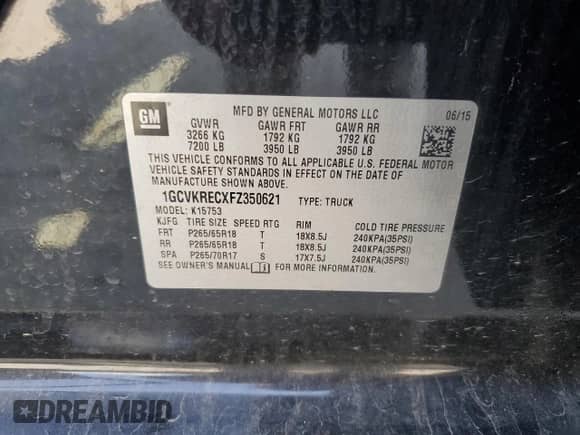 GM
MFD BY GENERAL MOTORS LLC 06/15
GVWR GAWR FRT GAWR RR
3266 KG 1792 KG 1792 KG
7200 LB 3950 LB 3950 LB
THIS VEHICLE CONFORMS TO ALL APPLICABLE U.S. FEDERAL MOTOR
VEHICLE SAFETY STANDARDS IN EFFECT ON THE DATE OF
MANUFACTURE SHOWN ABOVE.
1GCVKRECXFZ350621 TYPE: TRUCK
MODEL: K15753
KJFG TIRE SIZE SPEED RTG RIM COLD TIRE PRESSURE
FRT P265/65R18 T 18X8.5J 240KPA(35PSI)
RR P265/65R18 T 18X8.5J 240KPA(35PSI)
SPA P265/70R17 S 17X7.5J 240KPA(35PSI)
SEE OWNER'S MANUAL FOR MORE INFORMATION.
DREAMBID